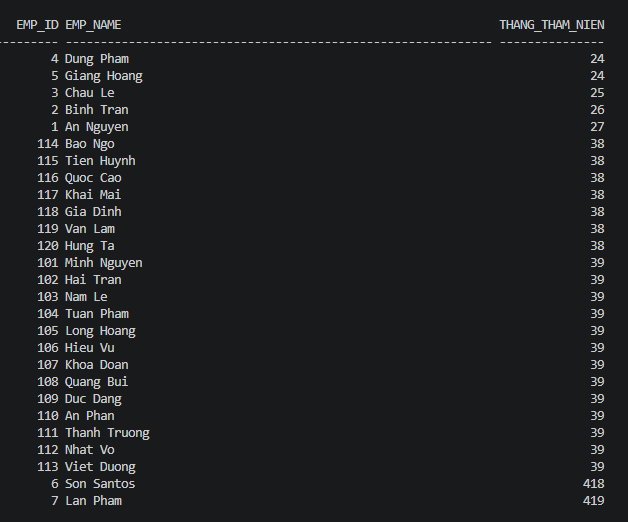 EMP_ID EMP_NAME THANG_THAM_NIEN
---------- -------------------------------------------------- ---------------
4 Dung Pham 24
5 Giang Hoang 24
3 Chau Le 25
2 Binh Tran 26
1 An Nguyen 27
114 Bao Ngo 38
115 Tien Huynh 38
116 Quoc Cao 38
117 Khai Mai 38
118 Gia Dinh 38
119 Van Lam 38
120 Hung Ta 38
101 Minh Nguyen 39
102 Hai Tran 39
103 Nam Le 39
104 Tuan Pham 39
105 Long Hoang 39
106 Hieu Vu 39
107 Khoa Doan 39
108 Quang Bui 39
109 Duc Dang 39
110 An Phan 39
111 Thanh Truong 39
112 Nhat Vo 39
113 Viet Duong 39
6 Son Santos 418
7 Lan Pham 419